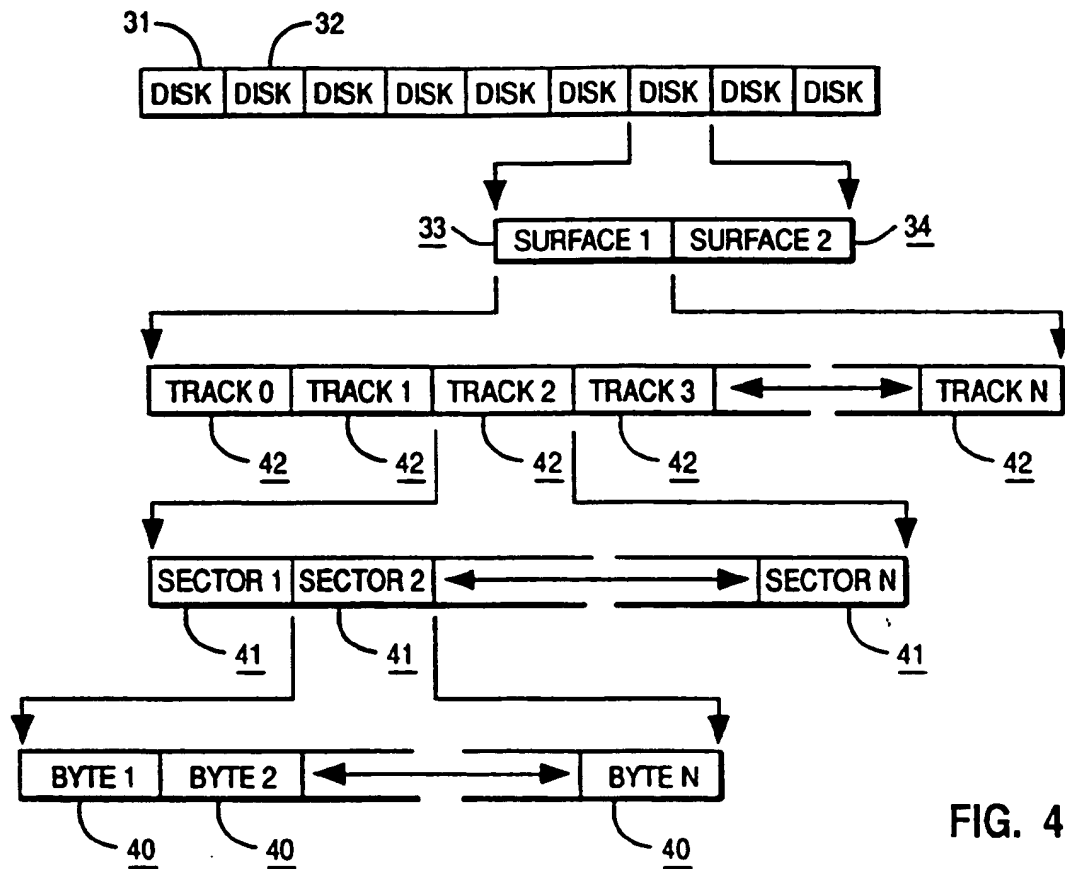 31 32
DISK DISK DISK DISK DISK DISK DISK DISK DISK
33 SURFACE 1 SURFACE 2 34
TRACK 0 TRACK 1 TRACK 2 TRACK 3 TRACK N
42 42 42 42 42
SECTOR 1 SECTOR 2 SECTOR N
41 41 41
BYTE 1 BYTE 2 BYTE N
40 40 40
FIG. 4